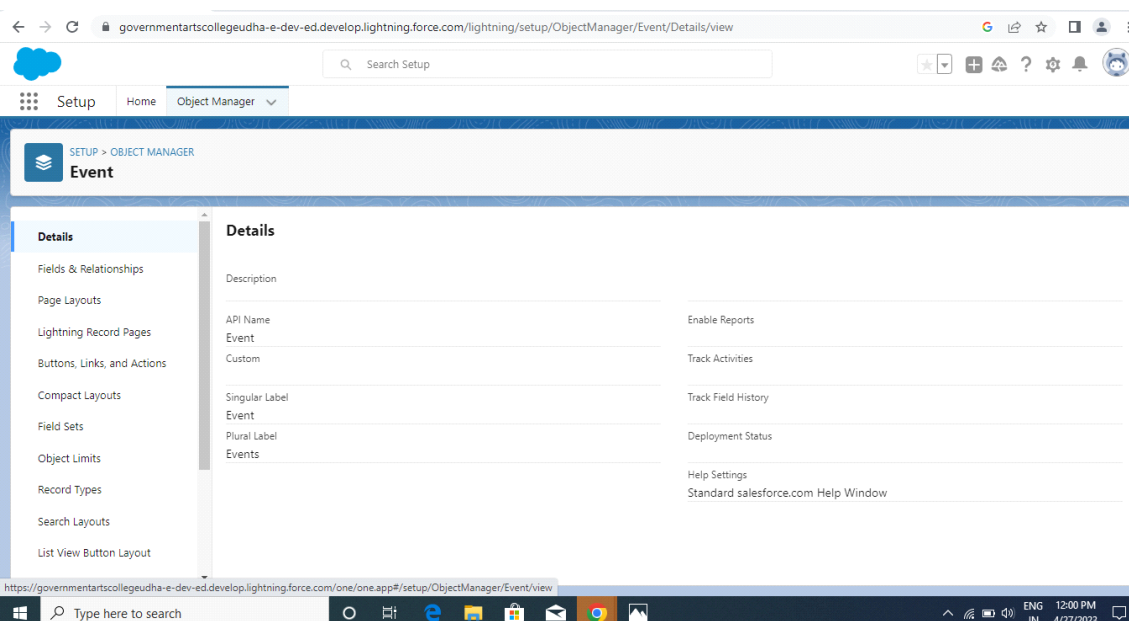 governmentartscollegeudha-e-dev-ed.develop.lightning.force.com/lightning/setup/ObjectManager/Event/Details/view
Search Setup
Setup
Home
Object Manager
SETUP > OBJECT MANAGER
Event
Details
Fields & Relationships
Page Layouts
Lightning Record Pages
Buttons, Links, and Actions
Compact Layouts
Field Sets
Object Limits
Record Types
Search Layouts
List View Button Layout
Details
Description
API Name
Event
Custom
Singular Label
Event
Plural Label
Events
Enable Reports
Track Activities
Track Field History
Deployment Status
Help Settings
Standard salesforce.com Help Window
https://governmentartscollegeudha-e-dev-ed.develop.lightning.force.com/one/one.app#/setup/ObjectManager/Event/view
Type here to search
ENG
IN
12:00 PM
4/27/2023